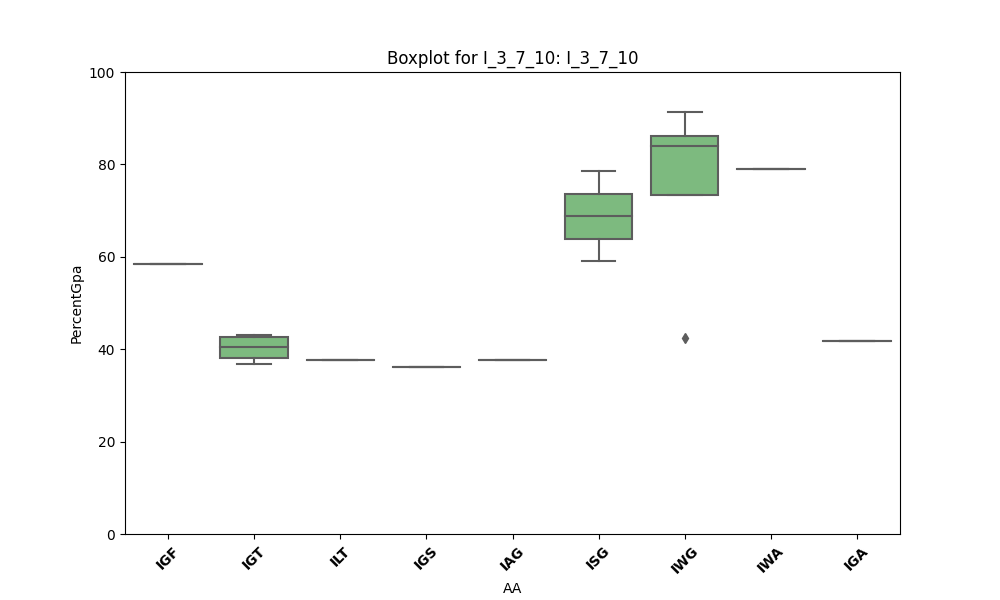 Boxplot for I_3_7_10: I_3_7_10
100
80
60
40
20
0
PercentGpa
IGF IGT ILT IGS IAG ISG IWG IWA IGA
AA